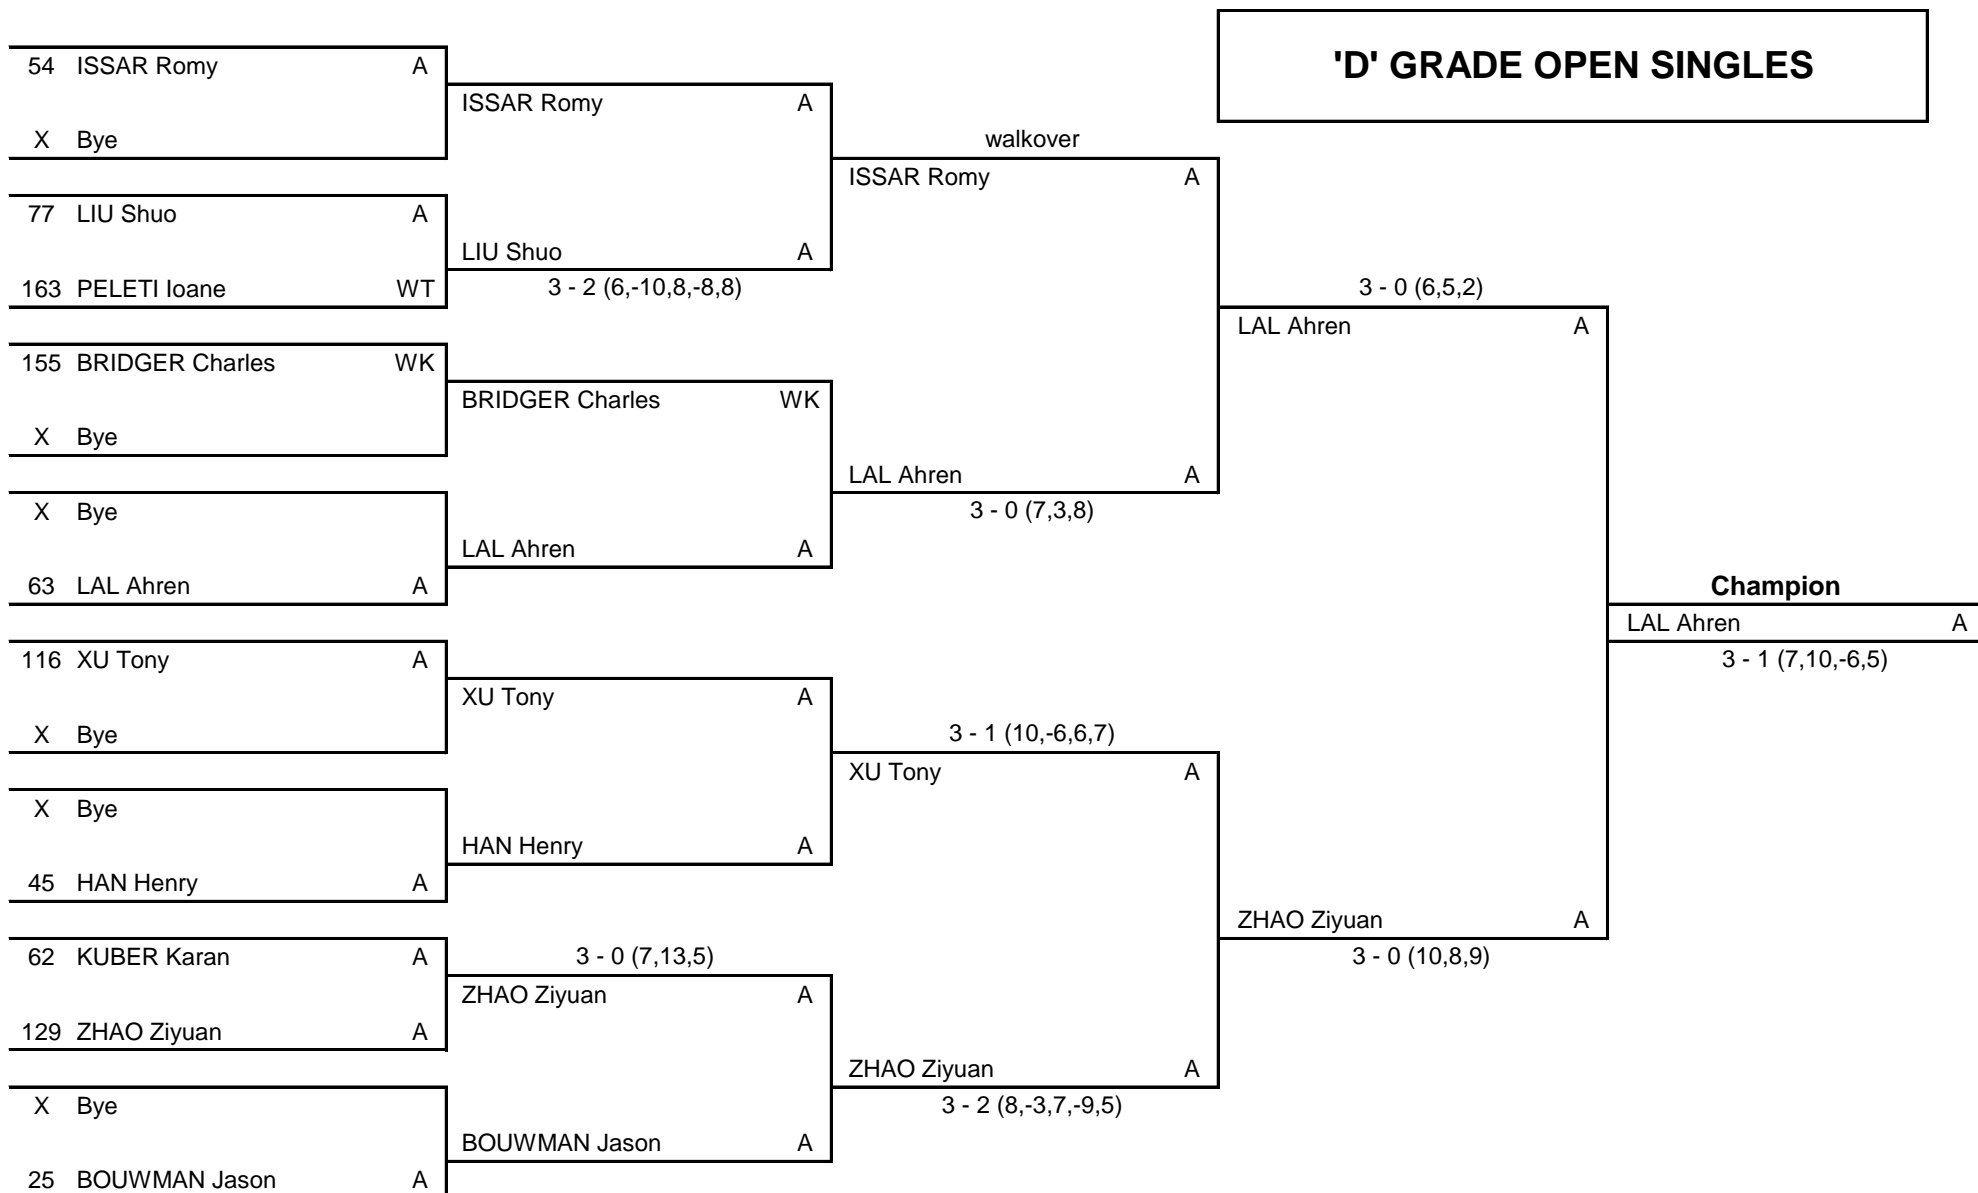 'D' GRADE OPEN SINGLES
54 ISSAR Romy A
ISSAR Romy A
X Bye
walkover
ISSAR Romy A
77 LIU Shuo A
LIU Shuo A
163 PELETI Ioane WT
3 - 2 (6,-10,8,-8,8)
3 - 0 (6,5,2)
LAL Ahren A
155 BRIDGER Charles WK
BRIDGER Charles WK
X Bye
LAL Ahren A
X Bye
3 - 0 (7,3,8)
LAL Ahren A
63 LAL Ahren A
Champion
LAL Ahren A
116 XU Tony A
3 - 1 (7,10,-6,5)
XU Tony A
X Bye
3 - 1 (10,-6,6,7)
XU Tony A
X Bye
HAN Henry A
45 HAN Henry A
ZHAO Ziyuan A
62 KUBER Karan A
3 - 0 (7,13,5)
3 - 0 (10,8,9)
ZHAO Ziyuan A
129 ZHAO Ziyuan A
ZHAO Ziyuan A
X Bye
3 - 2 (8,-3,7,-9,5)
BOUWMAN Jason A
25 BOUWMAN Jason A